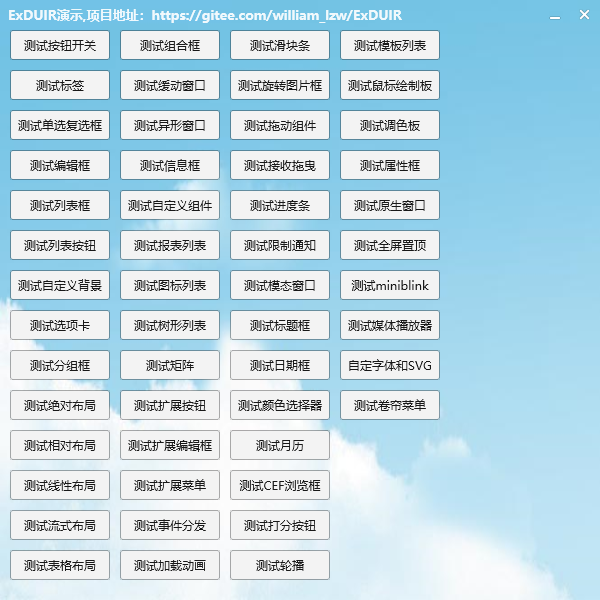 ExDUIR演示,项目地址：https://gitee.com/william_lzw/ExDUIR
测试按钮开关 测试组合框 测试滑块条 测试模板列表
测试标签 测试缓动窗口 测试旋转图片框 测试鼠标绘制板
测试单选复选框 测试异形窗口 测试拖动组件 测试调色板
测试编辑框 测试信息框 测试接收拖曳 测试属性框
测试列表框 测试自定义组件 测试进度条 测试原生窗口
测试列表按钮 测试报表列表 测试限制通知 测试全屏置顶
测试自定义背景 测试图标列表 测试模态窗口 测试miniblink
测试选项卡 测试树形列表 测试标题框 测试媒体播放器
测试分组框 测试矩阵 测试日期框 自定字体和SVG
测试绝对布局 测试扩展按钮 测试颜色选择器 测试卷帘菜单
测试相对布局 测试扩展编辑框 测试月历
测试线性布局 测试扩展菜单 测试CEF浏览框
测试流式布局 测试事件分发 测试打分按钮
测试表格布局 测试加载动画 测试轮播